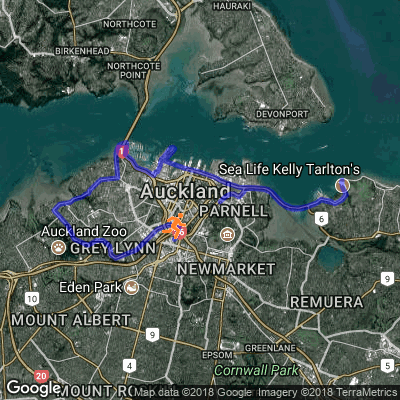 HAURAKI
NORTHCOTE
BIRKENHEAD
NORTHCOTE
POINT
DEVONPORT
Sea Life Kelly Tarlton's
Auckland
PARNELL
6
Auckland Zoo
GREY LYNN
NEWMARKET
Eden Park
10
REMUERA
MOUNT ALBERT
9
9
GREENLANE
EPSOM
4
5
Cornwall Park
20
MOUNT RO
Google
Map data ©2018 Google Imagery ©2018 TerraMetrics